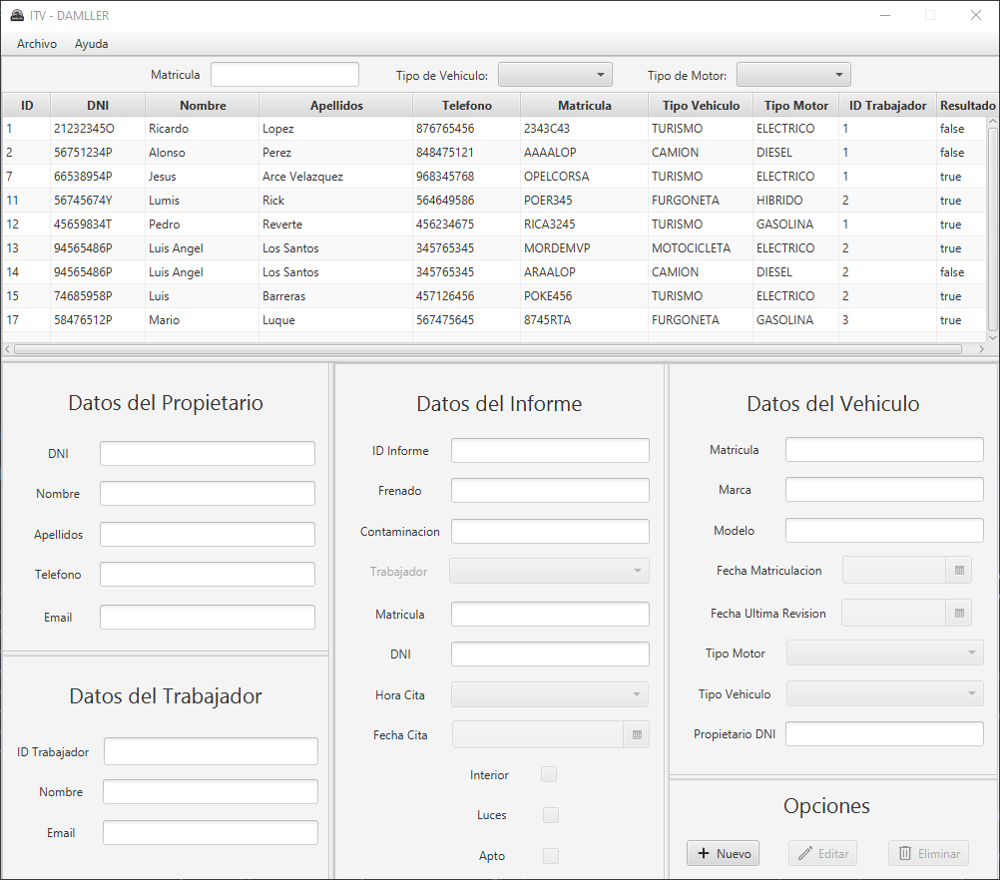 ITV - DAMLLER
Archivo Ayuda
Matricula Tipo de Vehiculo: Tipo de Motor:
ID DNI Nombre Apellidos Telefono Matricula Tipo Vehiculo Tipo Motor ID Trabajador Resultado
1 21232345O Ricardo Lopez 876765456 2343C43 TURISMO ELECTRICO 1 false
2 56751234P Alonso Perez 848475121 AAAALOP CAMION DIESEL 1 false
7 66538954P Jesus Arce Velazquez 968345768 OPELCORSA TURISMO ELECTRICO 1 true
11 56745674Y Lumis Rick 564649586 POER345 FURGONETA HIBRIDO 2 true
12 45659834T Pedro Reverte 456234675 RICA3245 TURISMO GASOLINA 1 true
13 94565486P Luis Angel Los Santos 345765345 MORDEMVP MOTOCICLETA ELECTRICO 2 true
14 94565486P Luis Angel Los Santos 345765345 ARAALOP CAMION DIESEL 2 false
15 74685958P Luis Barreras 457126456 POKE456 TURISMO ELECTRICO 2 true
17 58476512P Mario Luque 567475645 8745RTA FURGONETA GASOLINA 3 true
Datos del Propietario
DNI
Nombre
Apellidos
Telefono
Email
Datos del Trabajador
ID Trabajador
Nombre
Email
Datos del Informe
ID Informe
Frenado
Contaminacion
Trabajador
Matricula
DNI
Hora Cita
Fecha Cita
Interior
Luces
Apto
Datos del Vehiculo
Matricula
Marca
Modelo
Fecha Matriculacion
Fecha Ultima Revision
Tipo Motor
Tipo Vehiculo
Propietario DNI
Opciones
Nuevo Editar Eliminar